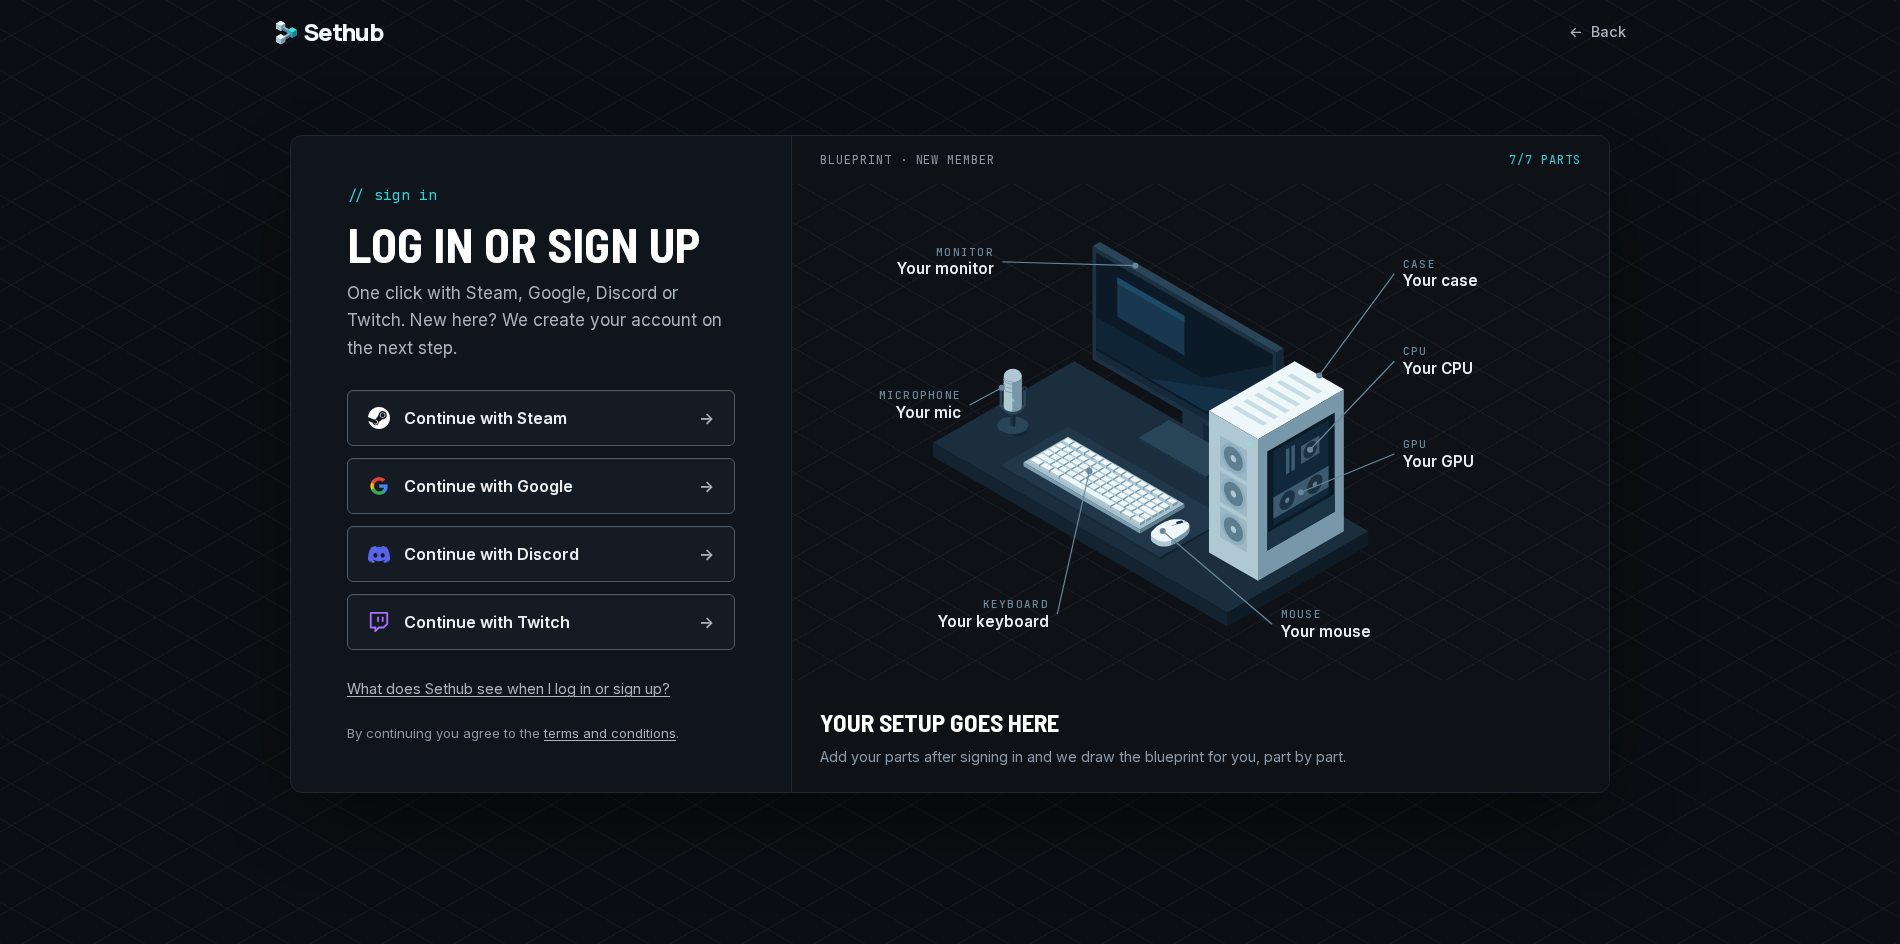 Sethub
← Back
// sign in
LOG IN OR SIGN UP
One click with Steam, Google, Discord or
Twitch. New here? We create your account on
the next step.
Continue with Steam →
Continue with Google →
Continue with Discord →
Continue with Twitch →
What does Sethub see when I log in or sign up?
By continuing you agree to the terms and conditions.
BLUEPRINT · NEW MEMBER
7/7 PARTS
MONITOR
Your monitor
CASE
Your case
CPU
Your CPU
MICROPHONE
Your mic
GPU
Your GPU
KEYBOARD
Your keyboard
MOUSE
Your mouse
YOUR SETUP GOES HERE
Add your parts after signing in and we draw the blueprint for you, part by part.